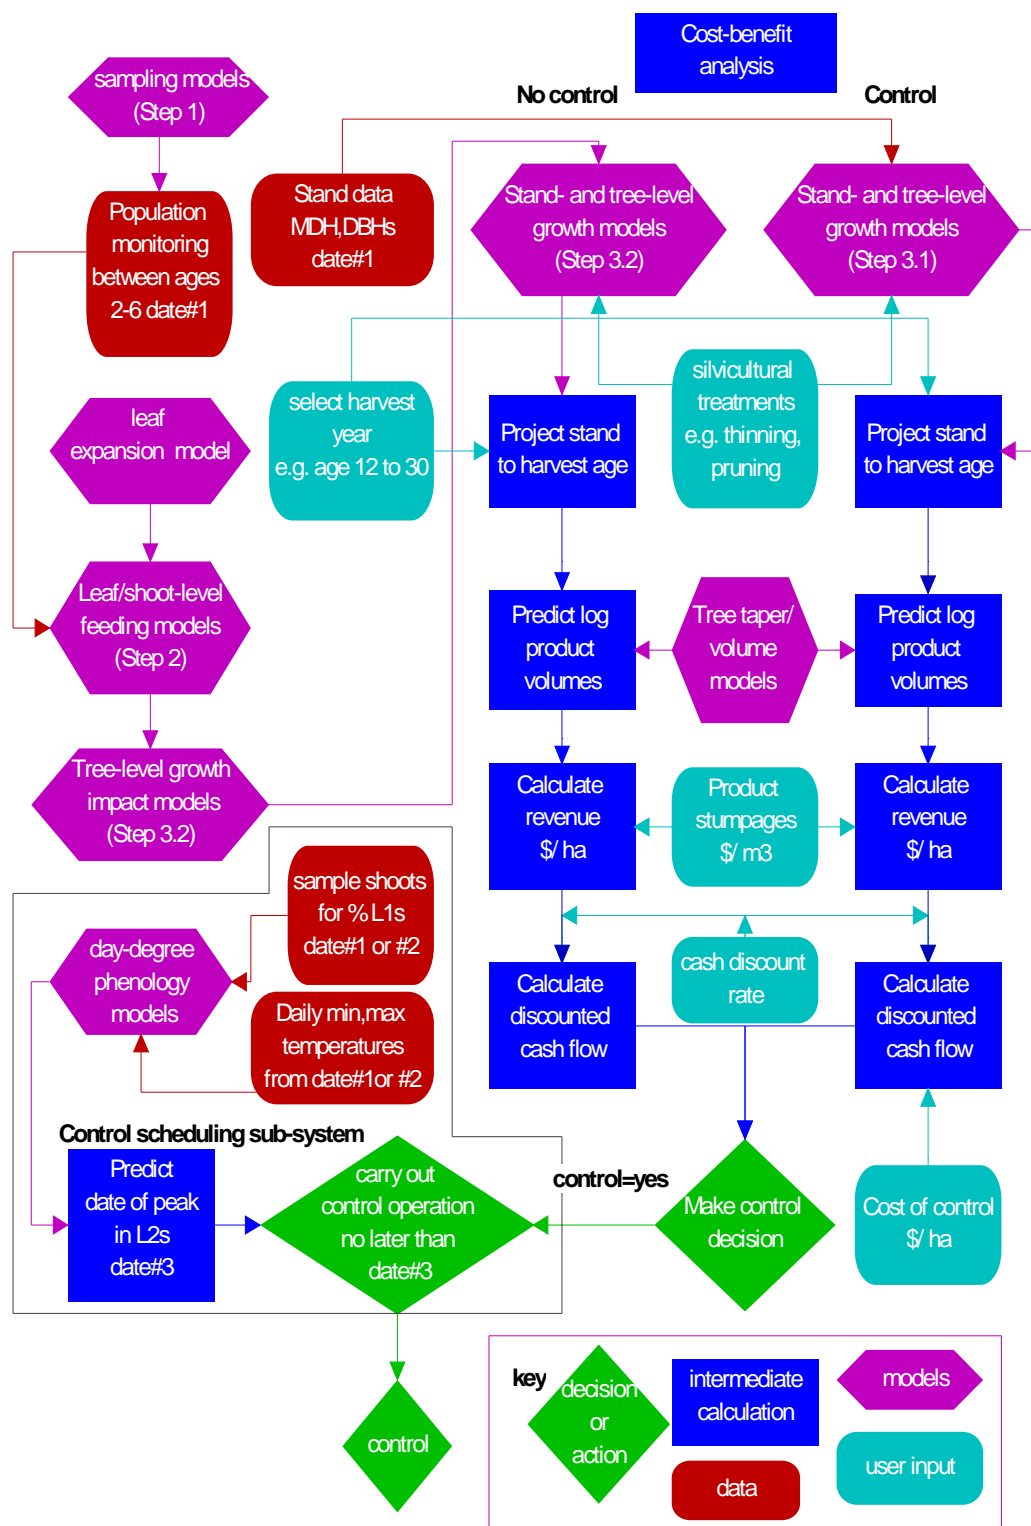 Cost-benefit
analysis
sampling models
(Step 1)
No control
Control
Population
monitoring
between ages
2-6 date#1
Stand data
MDH,DBHs
date#1
Stand- and tree-level
growth models
(Step 3.2)
Stand- and tree-level
growth models
(Step 3.1)
leaf
expansion model
select harvest
year
e.g. age 12 to 30
Project stand
to harvest age
silvicultural
treatments
e.g. thinning,
pruning
Project stand
to harvest age
Leaf/shoot-level
feeding models
(Step 2)
Predict log
product
volumes
Tree taper/
volume
models
Predict log
product
volumes
Tree-level growth
impact models
(Step 3.2)
Calculate
revenue
$/ ha
Product
stumpages
$/ m3
Calculate
revenue
$/ ha
sample shoots
for % L1s
date#1 or #2
day-degree
phenology
models
Daily min,max
temperatures
from date#1or #2
Calculate
discounted
cash flow
cash discount
rate
Calculate
discounted
cash flow
Control scheduling sub-system
Predict
date of peak
in L2s
date#3
carry out
control operation
no later than
date#3
control=yes
Make control
decision
Cost of control
$/ ha
control
key
decision
or
action
intermediate
calculation
models
data
user input